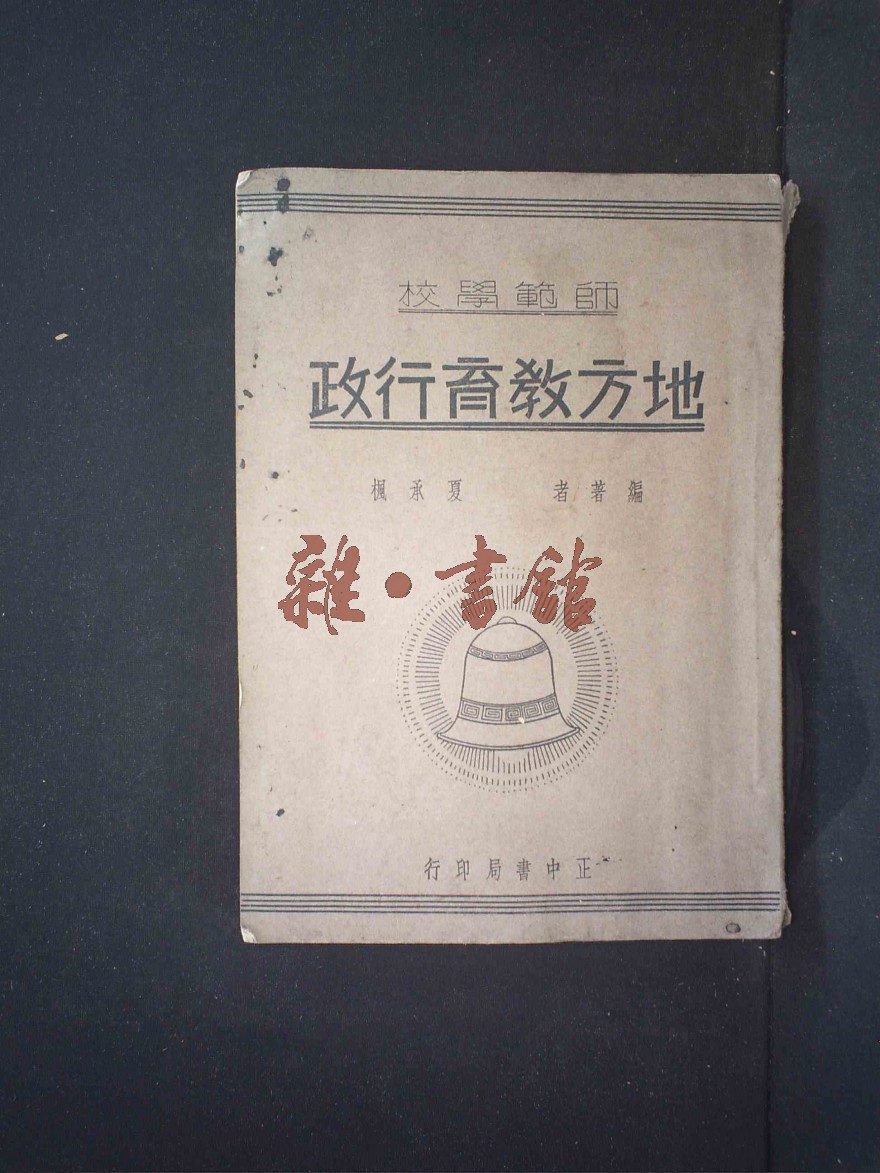 師範學校
地方教育行政
編著者 夏承楓
雜·書館
正中書局印行